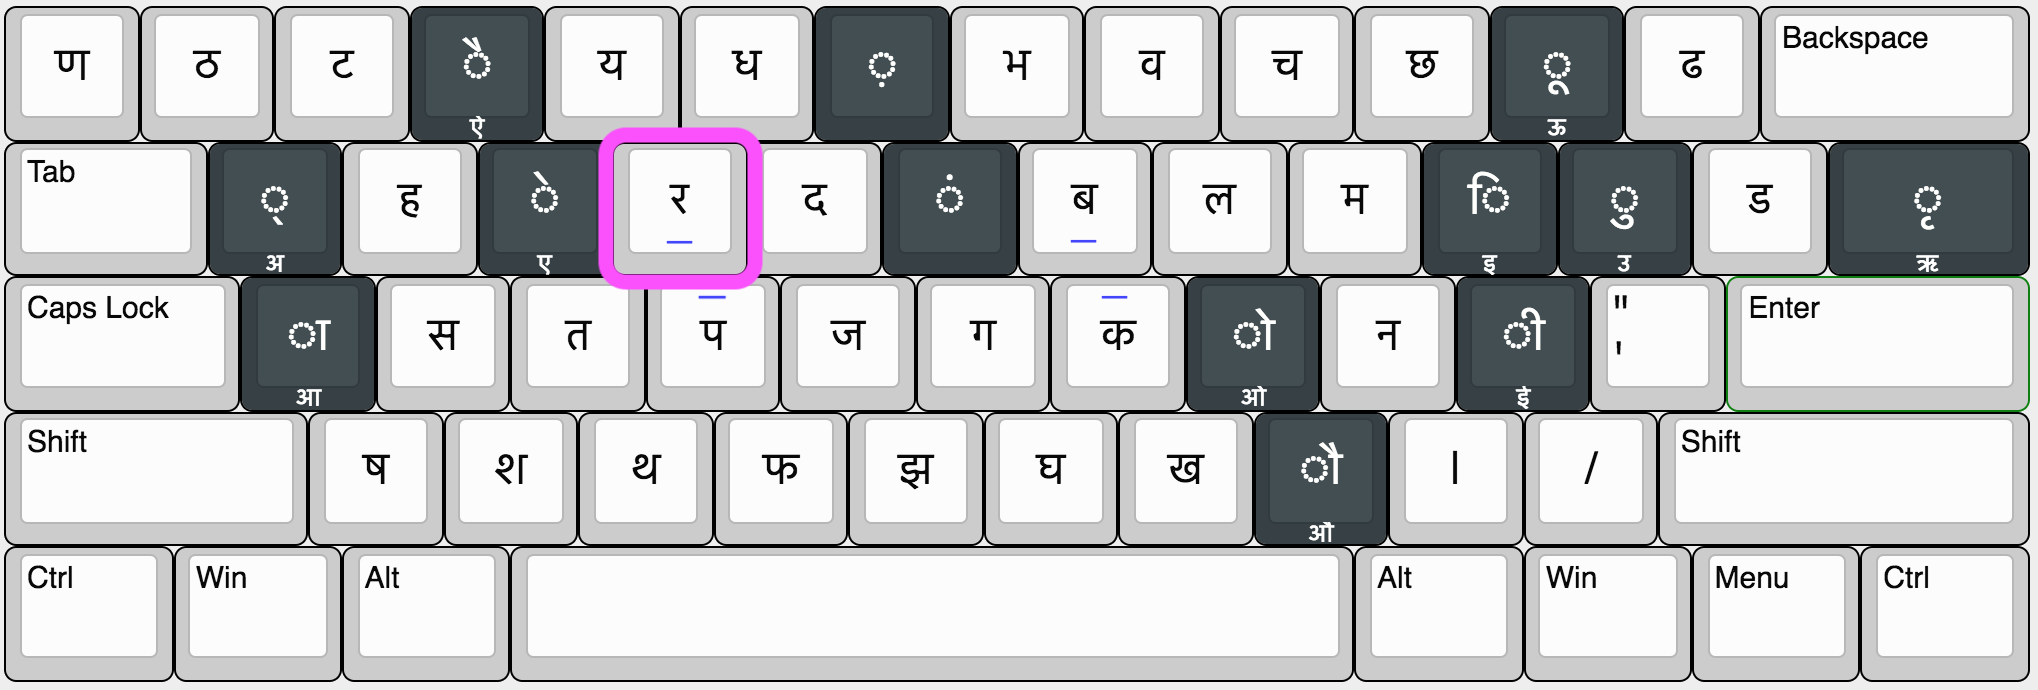 ण ठ ट ै ऐ य ध ़ भ व च छ ू ऊ ढ Backspace
Tab ् अ ह े ए र द ं ब ल म ि इ ु उ ड ृ ऋ
Caps Lock ा आ स त प ज ग क ो ओ न ी ई " ' Enter
Shift ष श थ फ झ घ ख ौ औ । / Shift
Ctrl Win Alt Alt Win Menu Ctrl